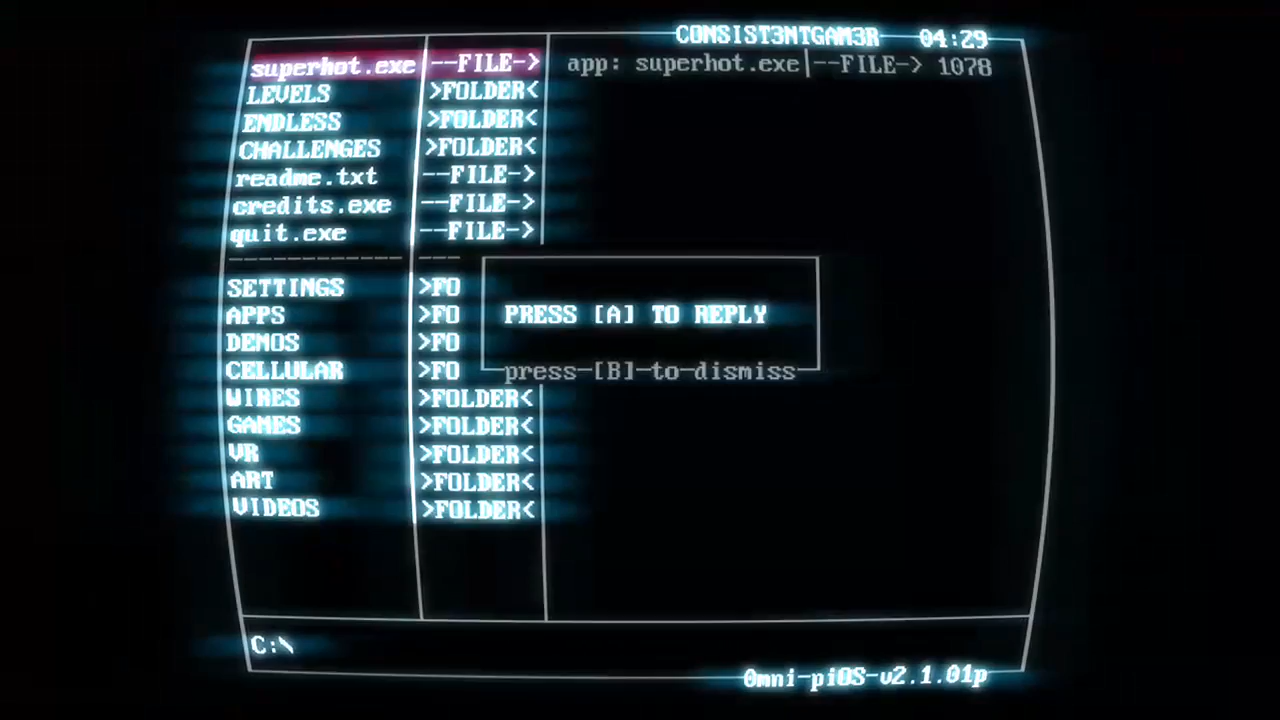 CONSIST3NTGAM3R 04:29
superhot.exe --FILE-> app: superhot.exe|--FILE-> 1078
LEVELS >FOLDER<
ENDLESS >FOLDER<
CHALLENGES >FOLDER<
readme.txt --FILE->
credits.exe --FILE->
quit.exe --FILE->
SETTINGS >FO
PRESS [A] TO REPLY
APPS >FO
DEMOS >FO
CELLULAR >FO
press-[B]-to-dismiss
WIRES >FOLDER<
GAMES >FOLDER<
VR >FOLDER<
ART >FOLDER<
VIDEOS >FOLDER<
C:\
0mni-piOS-v2.1.01p